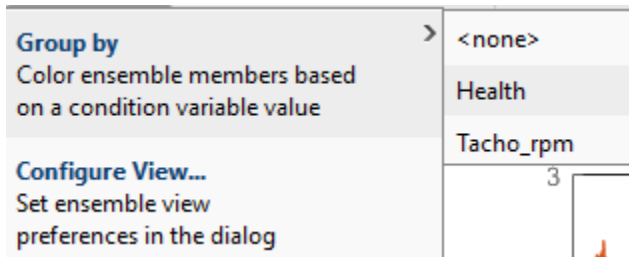 Group by
Color ensemble members based
on a condition variable value
Configure View...
Set ensemble view
preferences in the dialog
>
<none>
Health
Tacho_rpm
3